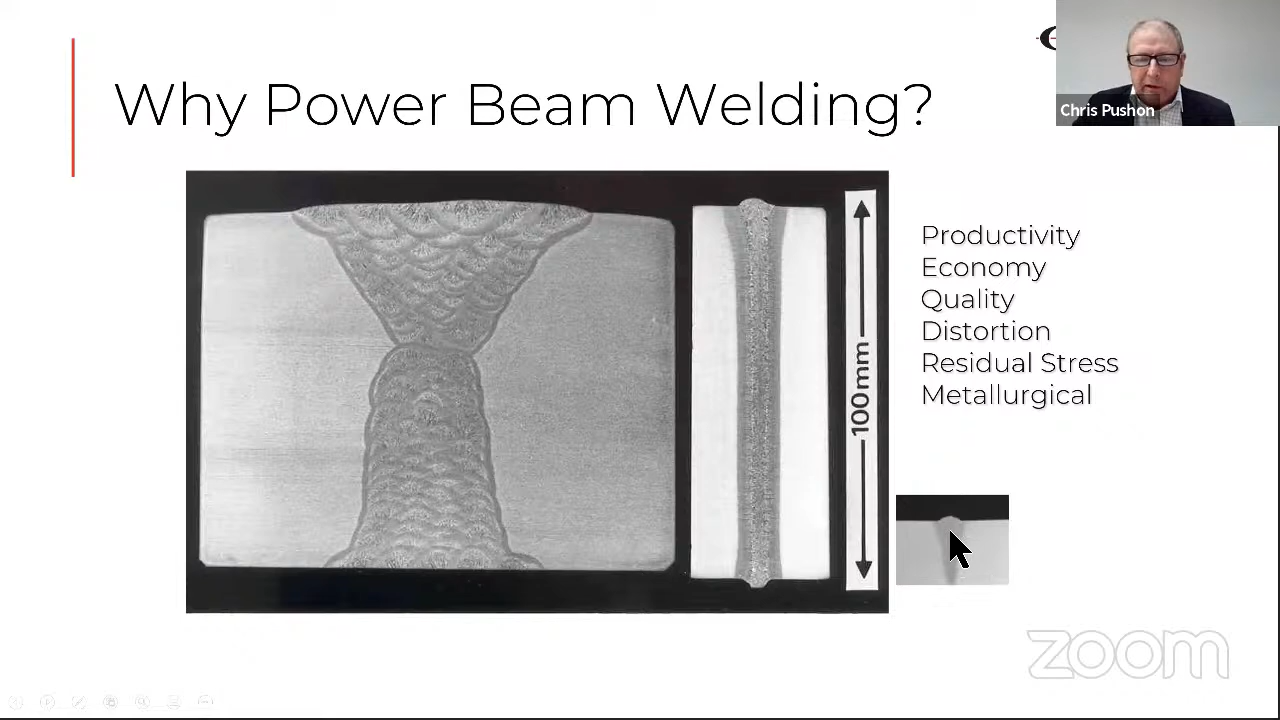 Why Power Beam Welding?
Chris Pushon
Productivity
Economy
Quality
Distortion
Residual Stress
Metallurgical
100mm
zoom